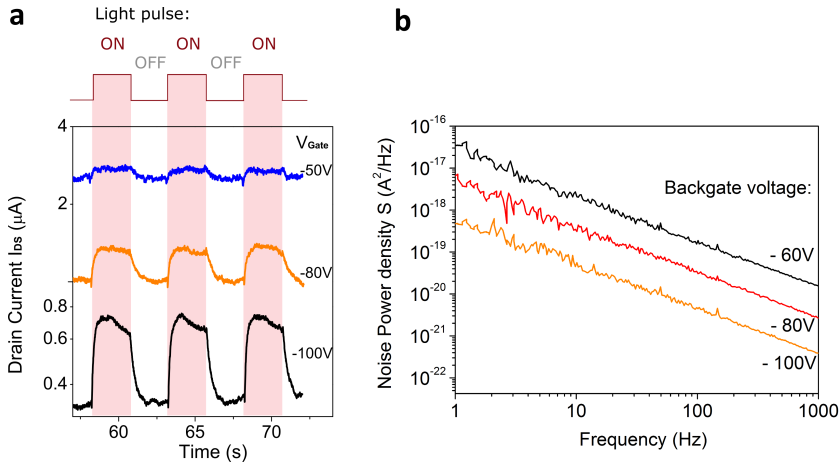 a
Light pulse:
ON
ON
ON
OFF
OFF
4
2
0.8
0.6
0.4
Drain Current IDS (μA)
VGate
-50V
-80V
-100V
60
65
70
Time (s)
b
10⁻¹⁶
10⁻¹⁷
10⁻¹⁸
10⁻¹⁹
10⁻²⁰
10⁻²¹
10⁻²²
Noise Power density S (A²/Hz)
Backgate voltage:
- 60V
- 80V
- 100V
1
10
100
1000
Frequency (Hz)